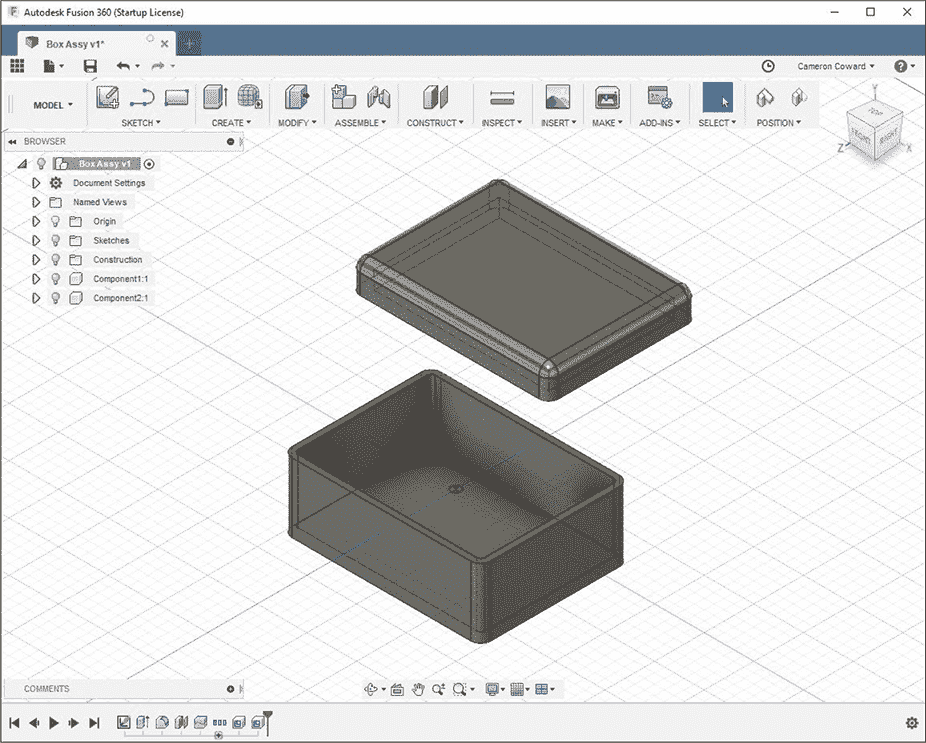 Autodesk Fusion 360 (Startup License)
Box Assy v1*
Cameron Coward
MODEL
SKETCH
CREATE
MODIFY
ASSEMBLE
CONSTRUCT
INSPECT
INSERT
MAKE
ADD-INS
SELECT
POSITION
Y
TOP
FRONT
RIGHT
Z
X
BROWSER
Box Assy v1
Document Settings
Named Views
Origin
Sketches
Construction
Component1:1
Component2:1
COMMENTS